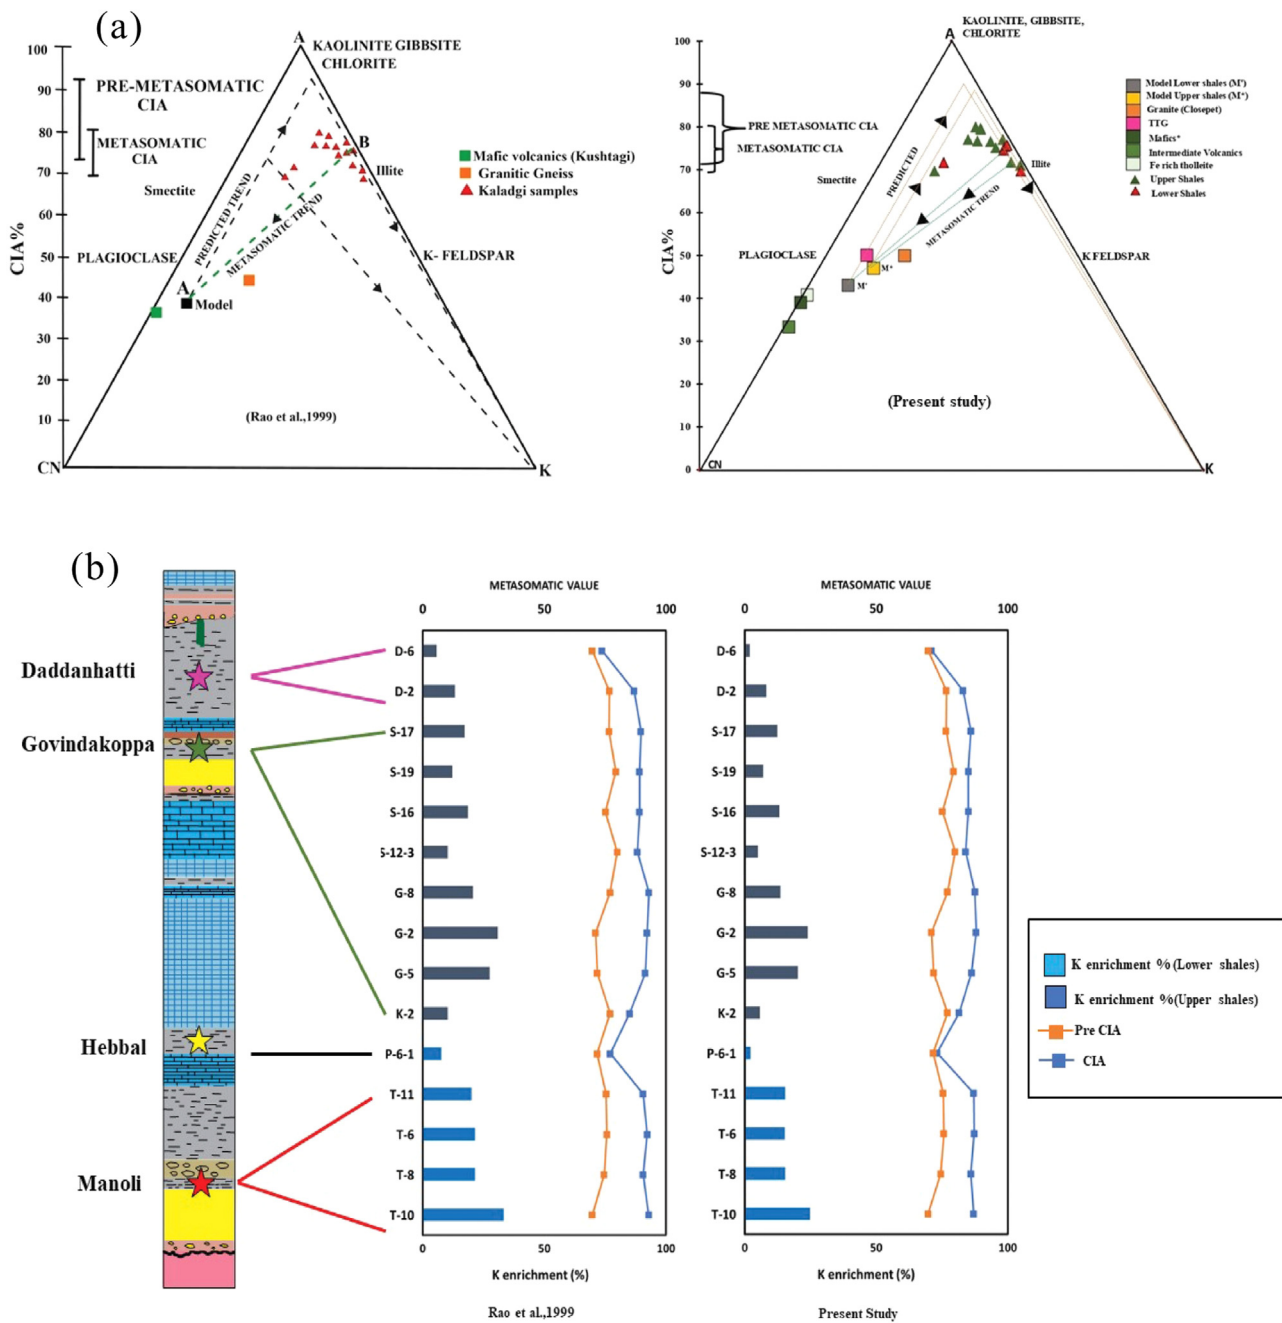 (a)
A
KAOLINITE GIBBSITE
CHLORITE
100
90
80
70
60
50
40
30
20
10
CIA%
PRE-METASOMATIC
CIA
METASOMATIC
CIA
Smectite
PREDICTED TREND
METASOMATIC TREND
B
Illite
PLAGIOCLASE
K- FELDSPAR
A
Model
(Rao et al.,1999)
CN
K
Mafic volcanics (Kushtagi)
Granitic Gneiss
Kaladgi samples
KAOLINITE, GIBBSITE,
CHLORITE
A
100
90
80
70
60
50
40
30
20
10
0
CIA%
PRE METASOMATIC CIA
METASOMATIC CIA
Smectite
PREDICTED
METASOMATIC TREND
Illite
PLAGIOCLASE
K FELDSPAR
M+
M'
(Present study)
CN
K
Model Lower shales (M')
Model Upper shales (M+)
Granite (Closepet)
TTG
Mafics*
Intermediate Volcanics
Fe rich tholleite
Upper Shales
Lower Shales
(b)
Daddanhatti
Govindakoppa
Hebbal
Manoli
METASOMATIC VALUE
0 50 100
D-6
D-2
S-17
S-19
S-16
S-12-3
G-8
G-2
G-5
K-2
P-6-1
T-11
T-6
T-8
T-10
0 50 100
K enrichment (%)
Rao et al.,1999
METASOMATIC VALUE
0 50 100
D-6
D-2
S-17
S-19
S-16
S-12-3
G-8
G-2
G-5
K-2
P-6-1
T-11
T-6
T-8
T-10
0 50 100
K enrichment (%)
Present Study
K enrichment %(Lower shales)
K enrichment %(Upper shales)
Pre CIA
CIA